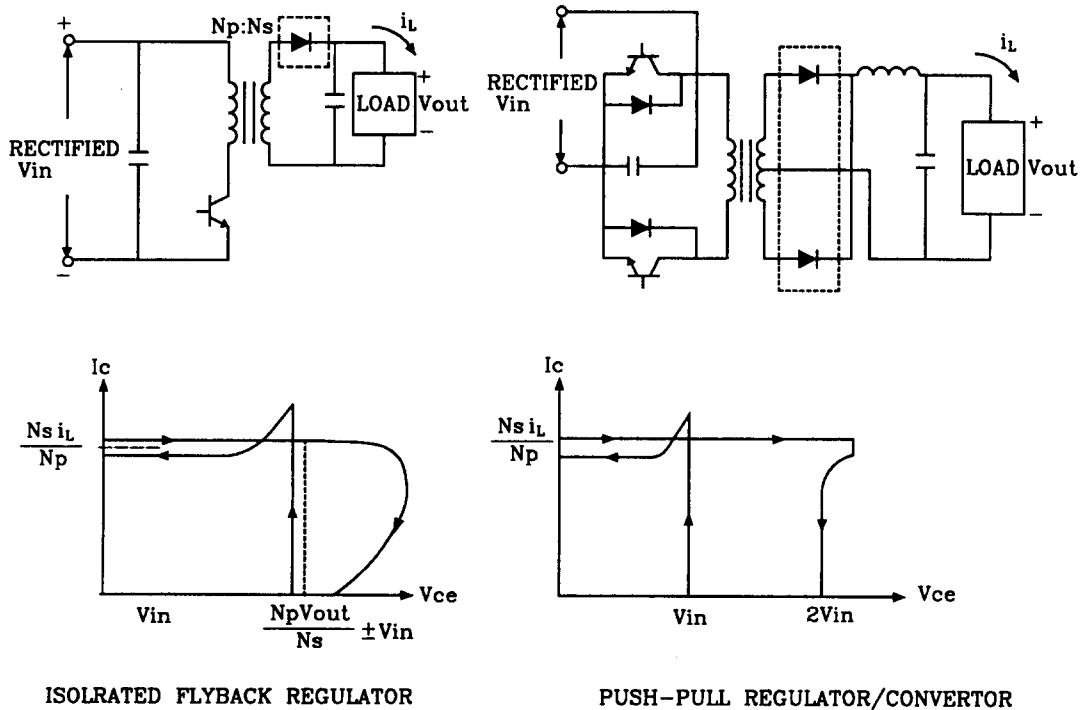 +
Np:Ns
iL
RECTIFIED
Vin
LOAD
+
Vout
−
−
RECTIFIED
Vin
iL
LOAD
+
Vout
−
Ic
Ns iL
Np
Vin
NpVout
Ns
±Vin
Vce
ISOLRATED FLYBACK REGULATOR
Ic
Ns iL
Np
Vin
2Vin
Vce
PUSH-PULL REGULATOR/CONVERTOR